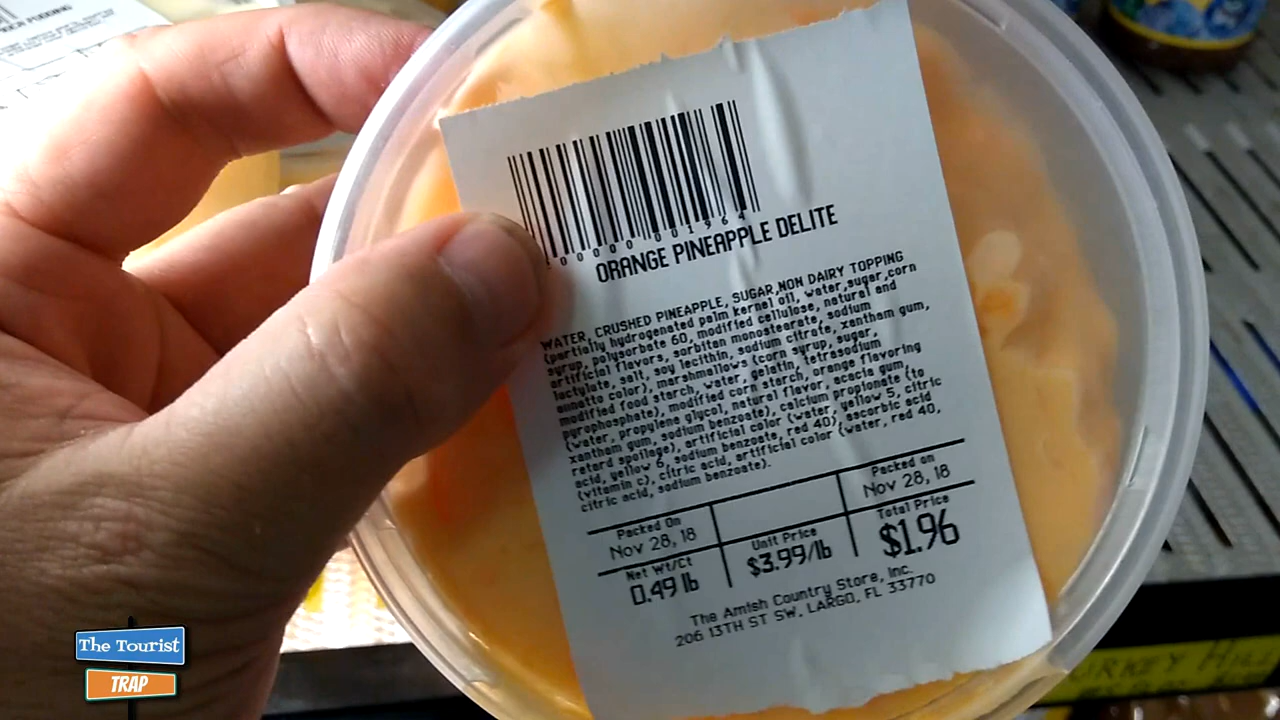 PUDDING
00000 001964
ORANGE PINEAPPLE DELITE
WATER, CRUSHED PINEAPPLE, SUGAR,NON DAIRY TOPPING
(partially hydrogenated palm kernel oil, water,sugar,corn
syrup, polysorbate 60, modified cellulose, natural and
artificial flavors, sorbitan monostearate, sodium
lactylate, salt, soy lecithin, sodium citrate, xantham gum,
annatto color), marshmallows (corn syrup, sugar,
modified food starch, water, gelatin, tetrasodium
pyrophosphate), modified corn starch, orange flavoring
(water, propylene glycol, natural flavor, acacia gum
xantham gum, sodium benzoate), calcium propionate (to
retard spoilage), artificial color (water, yellow 5, citric
acid, yellow 6, sodium benzoate, red 40), ascorbic acid
(vitamin c), citric acid, artificial color (water, red 40,
citric acid, sodium benzoate).
Packed On
Nov 28, 18
Packed on
Nov 28, 18
Net Wt/Ct
0.49 lb
Unit Price
$3.99/lb
Total Price
$1.96
The Amish Country Store, Inc.
206 13TH ST SW, LARGO, FL 33770
The Tourist
TRAP